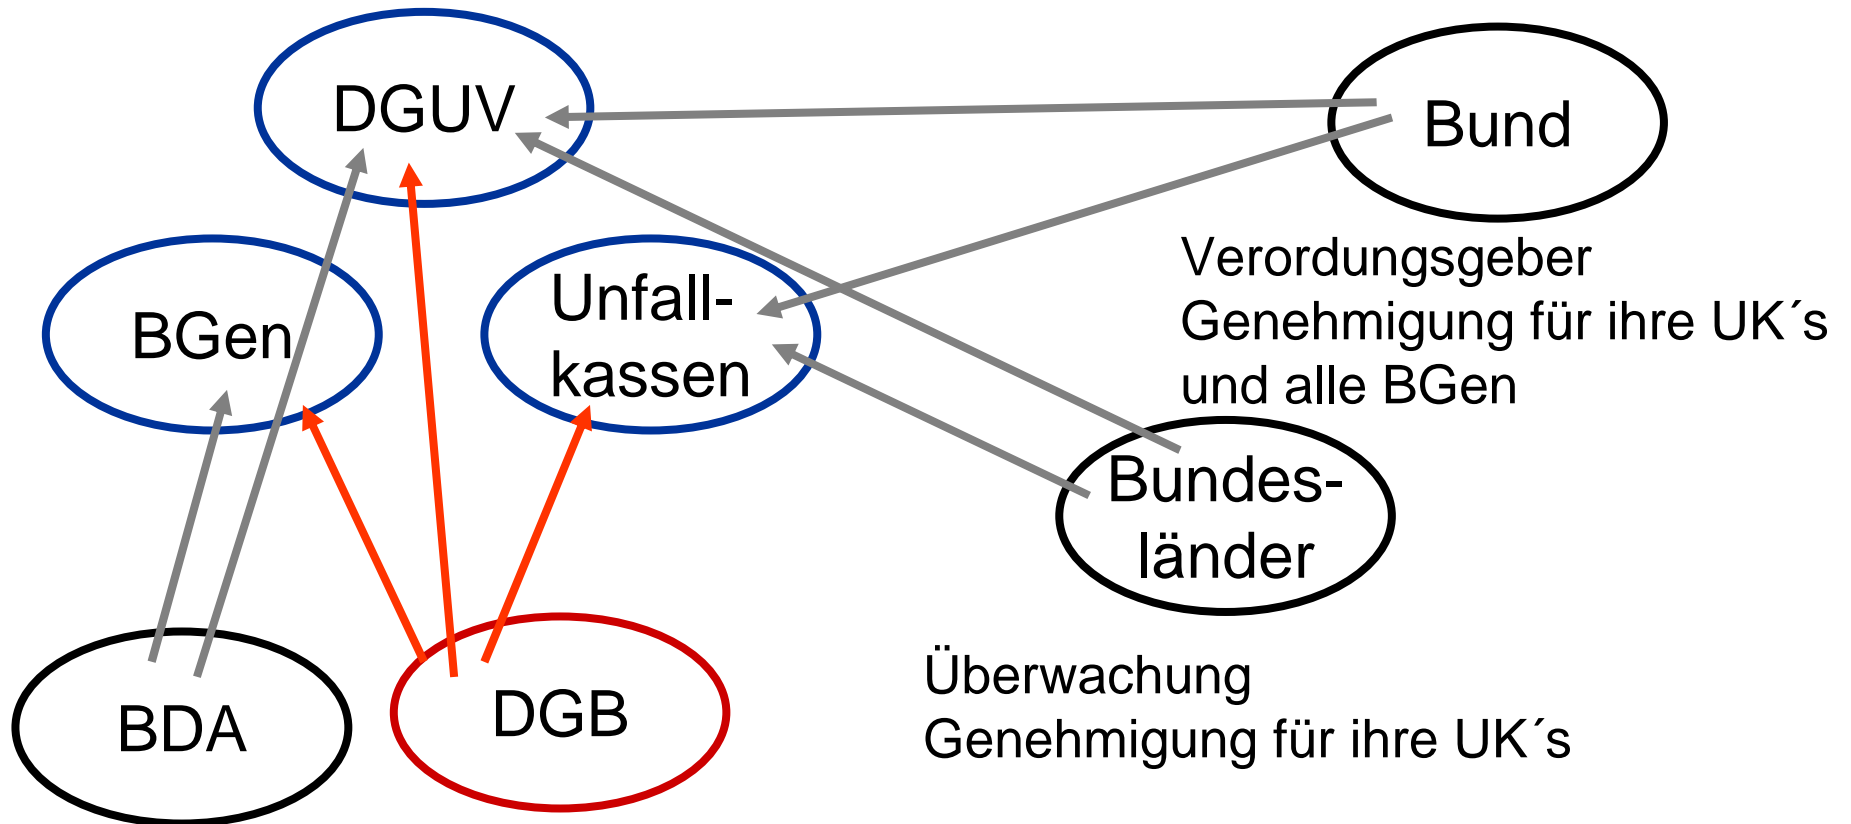 DGUV
Bund
Verordungsgeber
Genehmigung für ihre UK´s
und alle BGen
BGen
Unfall-
kassen
Bundes-
länder
BDA
DGB
Überwachung
Genehmigung für ihre UK´s